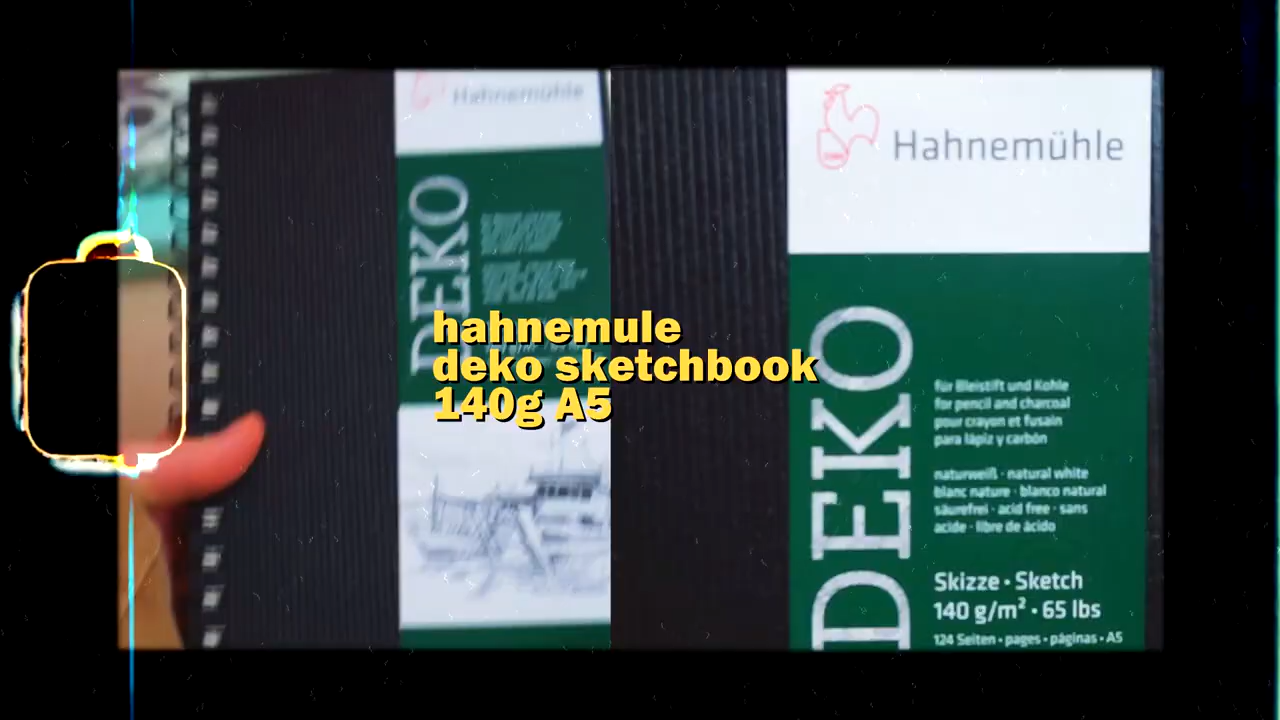 Hahnemühle
DEKO
hahnemule
deko sketchbook
140g A5
Hahnemühle
DEKO
für Bleistift und Kohle
for pencil and charcoal
pour crayon et fusain
para lápiz y carbón
naturweiß · natural white
blanc nature · blanco natural
säurefrei · acid free · sans
acide · libre de ácido
Skizze · Sketch
140 g/m² · 65 lbs
124 Seiten · pages · páginas · A5